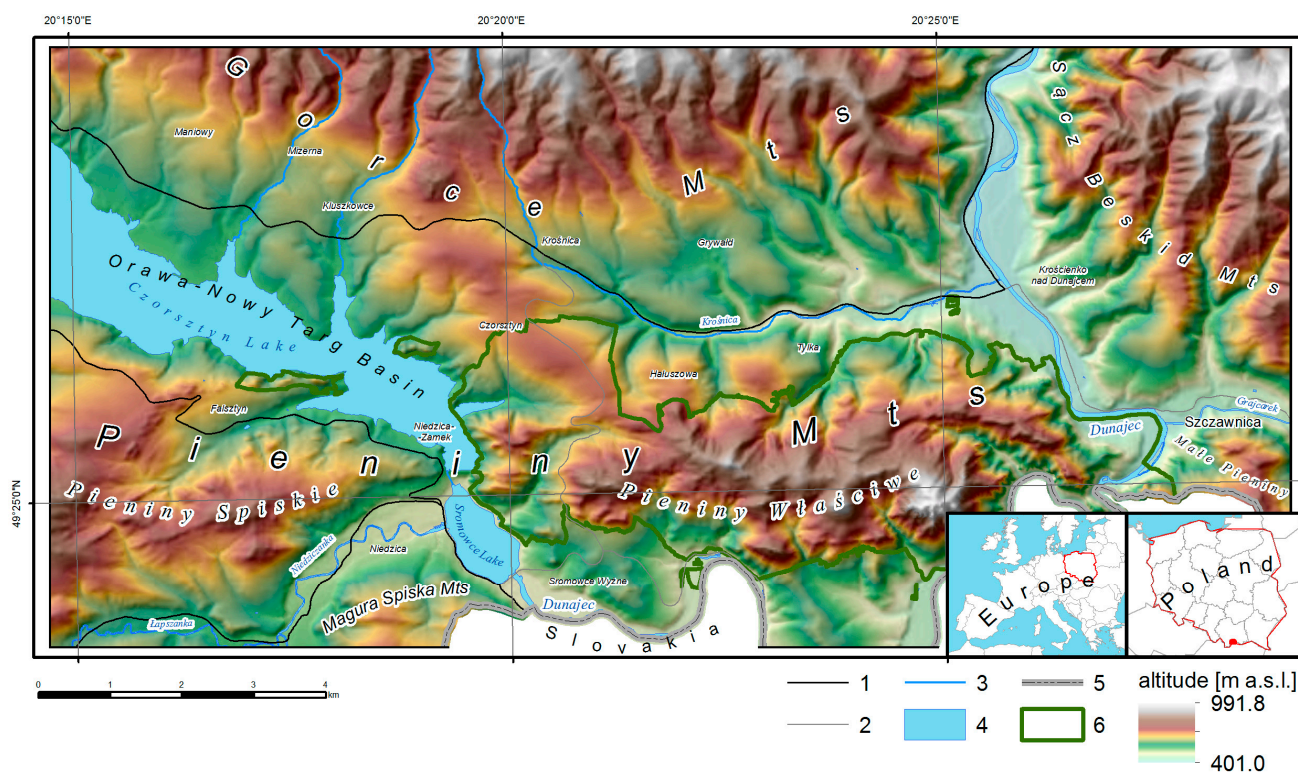 20°15'0"E
20°20'0"E
20°25'0"E
49°25'0"N
Gorce Mts
Sącz Beskid Mts
Maniowy
Mizerna
Kluszkowce
Krośnica
Grywałd
Krościenko
nad Dunajcem
Orawa-Nowy Targ Basin
Czorsztyn Lake
Krośnica
Czorsztyn
Tylka
Hałuszowa
Falsztyn
Niedzica-
-Zamek
Grajcarek
Szczawnica
Dunajec
Małe Pieniny
Pieniny Mts
Pieniny Spiskie
Pieniny Właściwe
Sromowce Lake
Niedziczanka
Niedzica
Sromowce Wyżne
Magura Spiska Mts
Dunajec
Łapszanka
Slovakia
Europe
Poland
0 1 2 3 4
km
1
2
3
4
5
6
altitude [m a.s.l.]
991.8
401.0